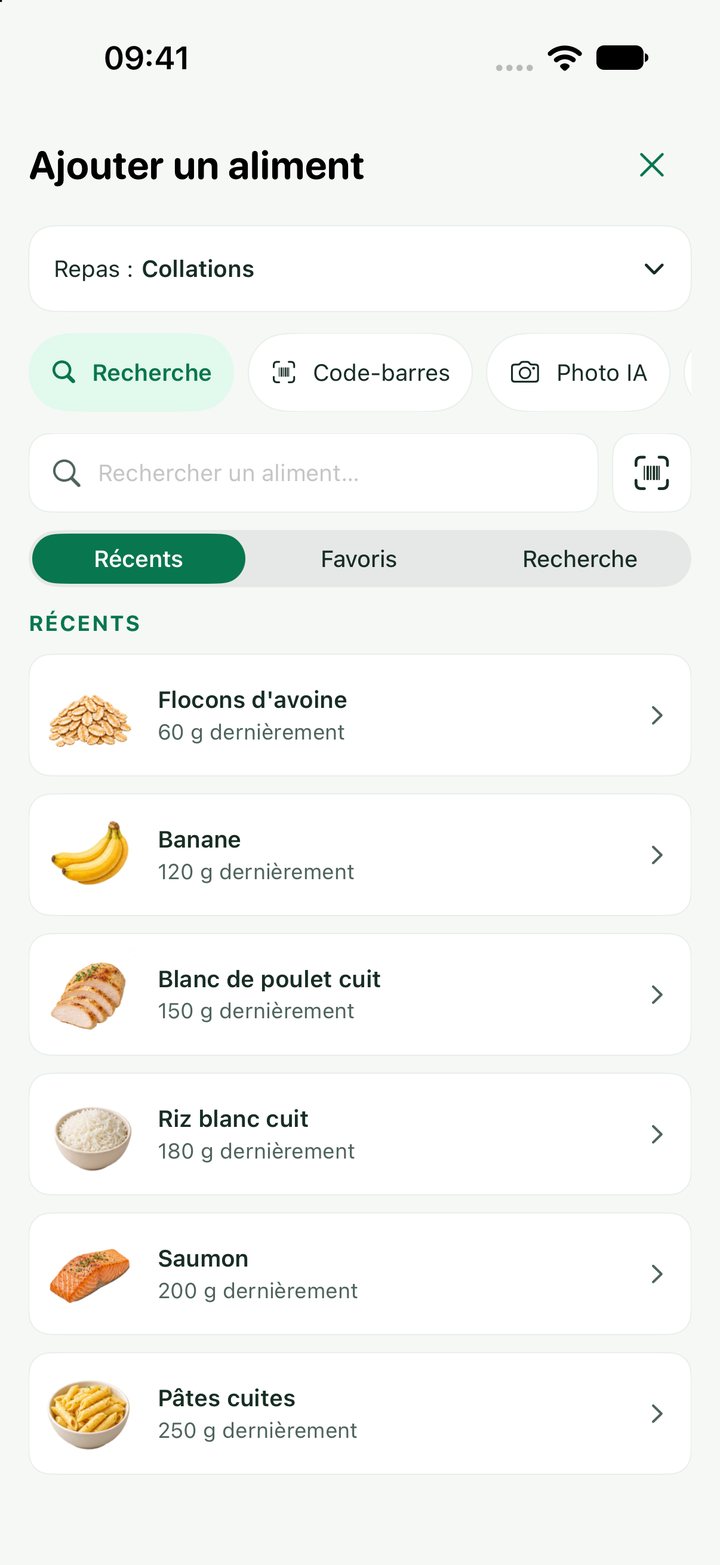 09:41
Ajouter un aliment
Repas : Collations
Recherche
Code-barres
Photo IA
Rechercher un aliment...
Récents
Favoris
Recherche
RÉCENTS
Flocons d'avoine
60 g dernièrement
Banane
120 g dernièrement
Blanc de poulet cuit
150 g dernièrement
Riz blanc cuit
180 g dernièrement
Saumon
200 g dernièrement
Pâtes cuites
250 g dernièrement